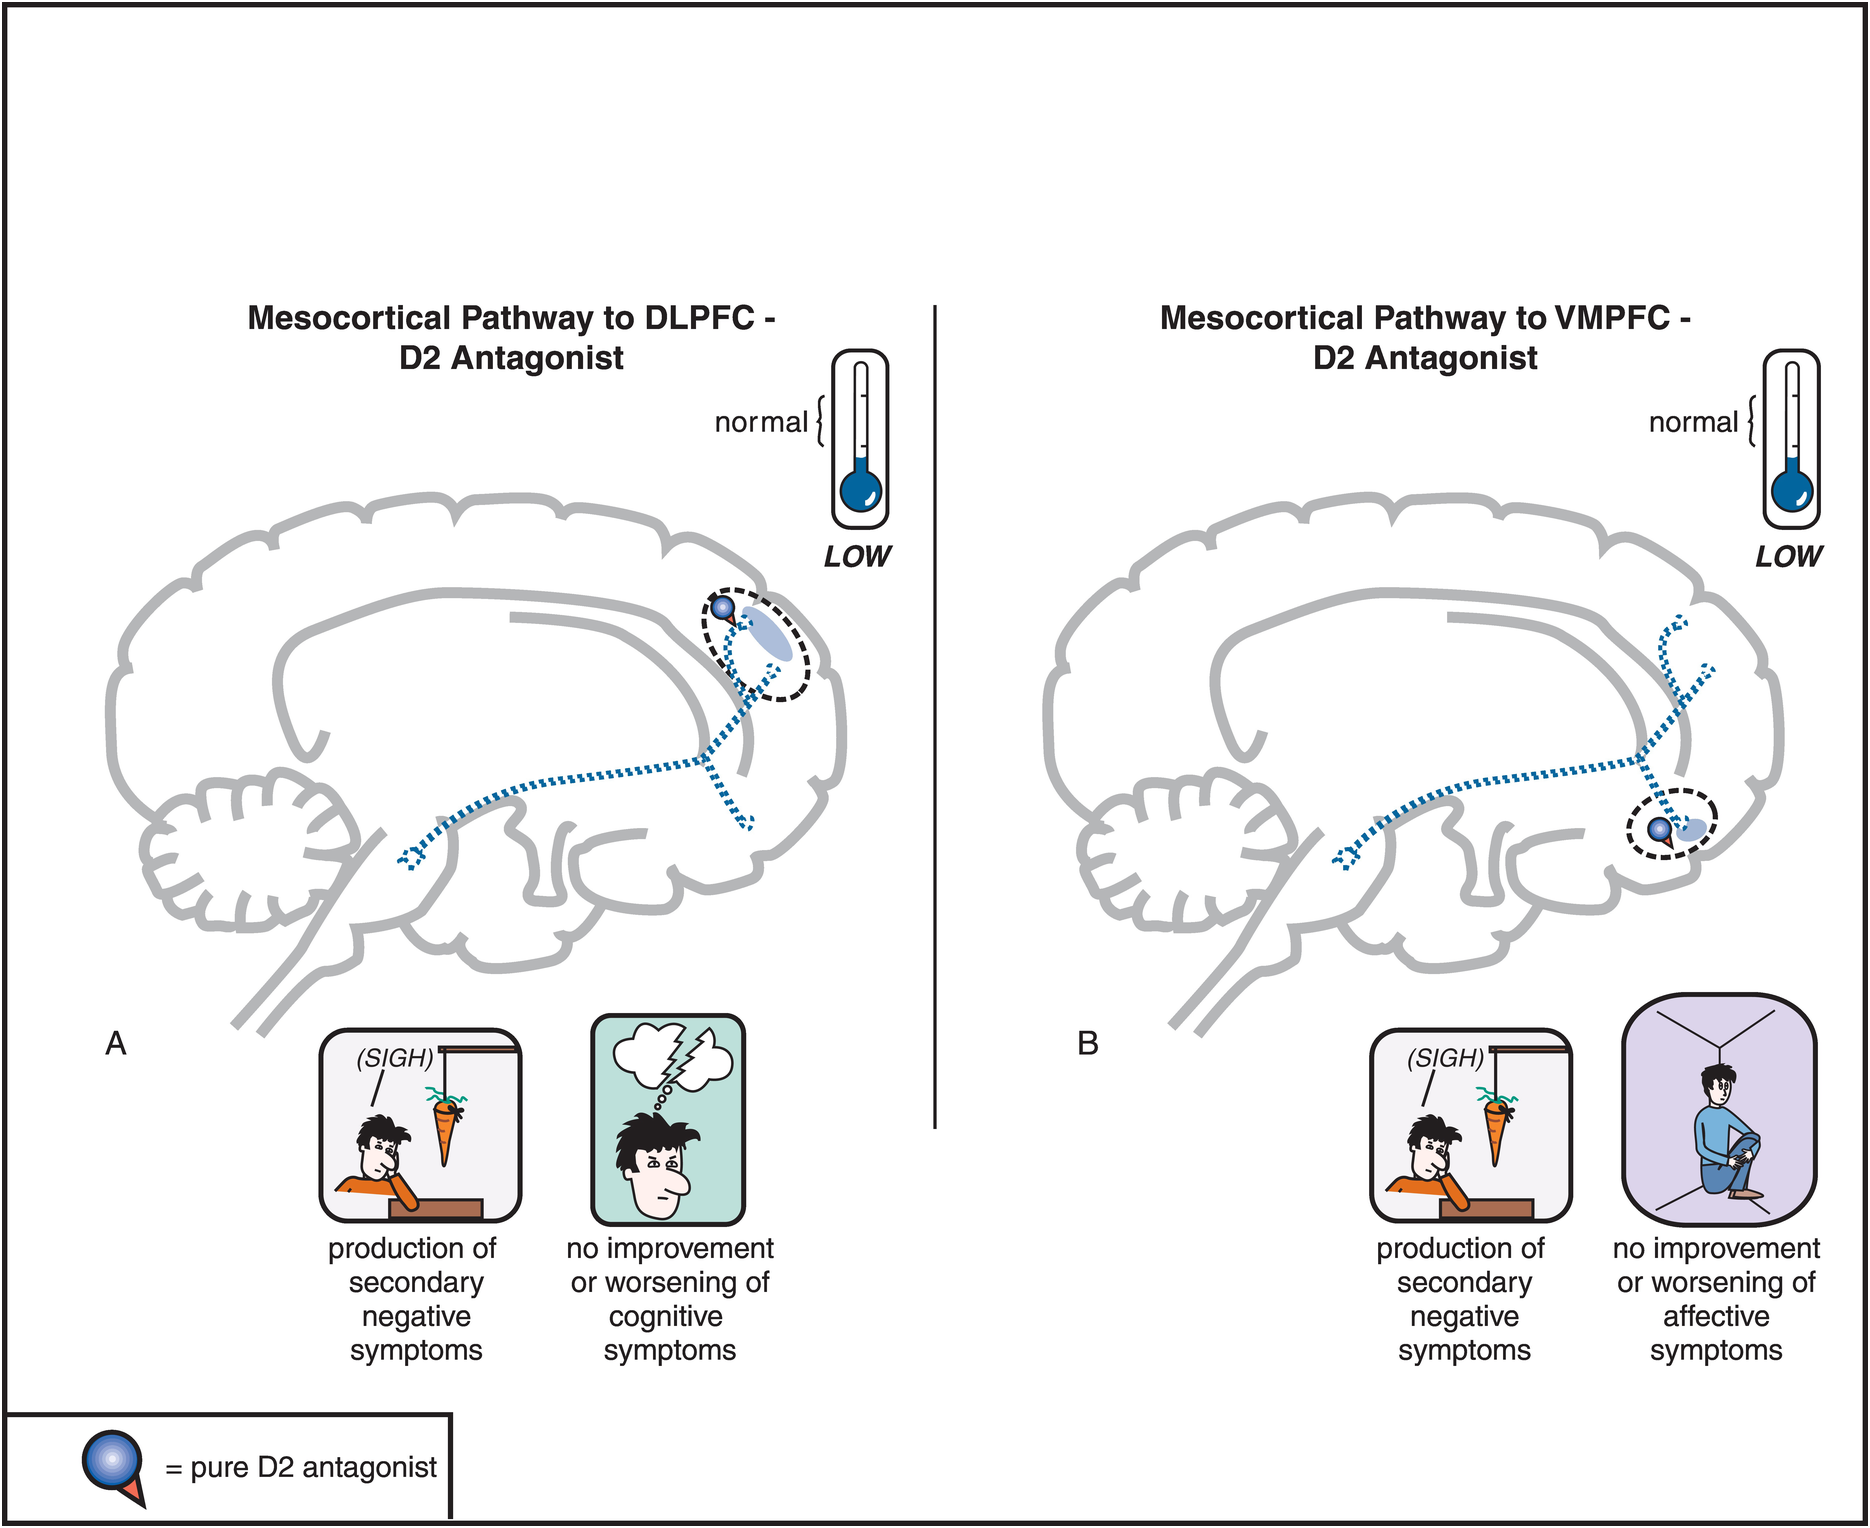 Mesocortical Pathway to DLPFC -
D2 Antagonist
normal
LOW
Mesocortical Pathway to VMPFC -
D2 Antagonist
normal
LOW
A
(SIGH)
production of
secondary
negative
symptoms
no improvement
or worsening of
cognitive
symptoms
B
(SIGH)
production of
secondary
negative
symptoms
no improvement
or worsening of
affective
symptoms
= pure D2 antagonist